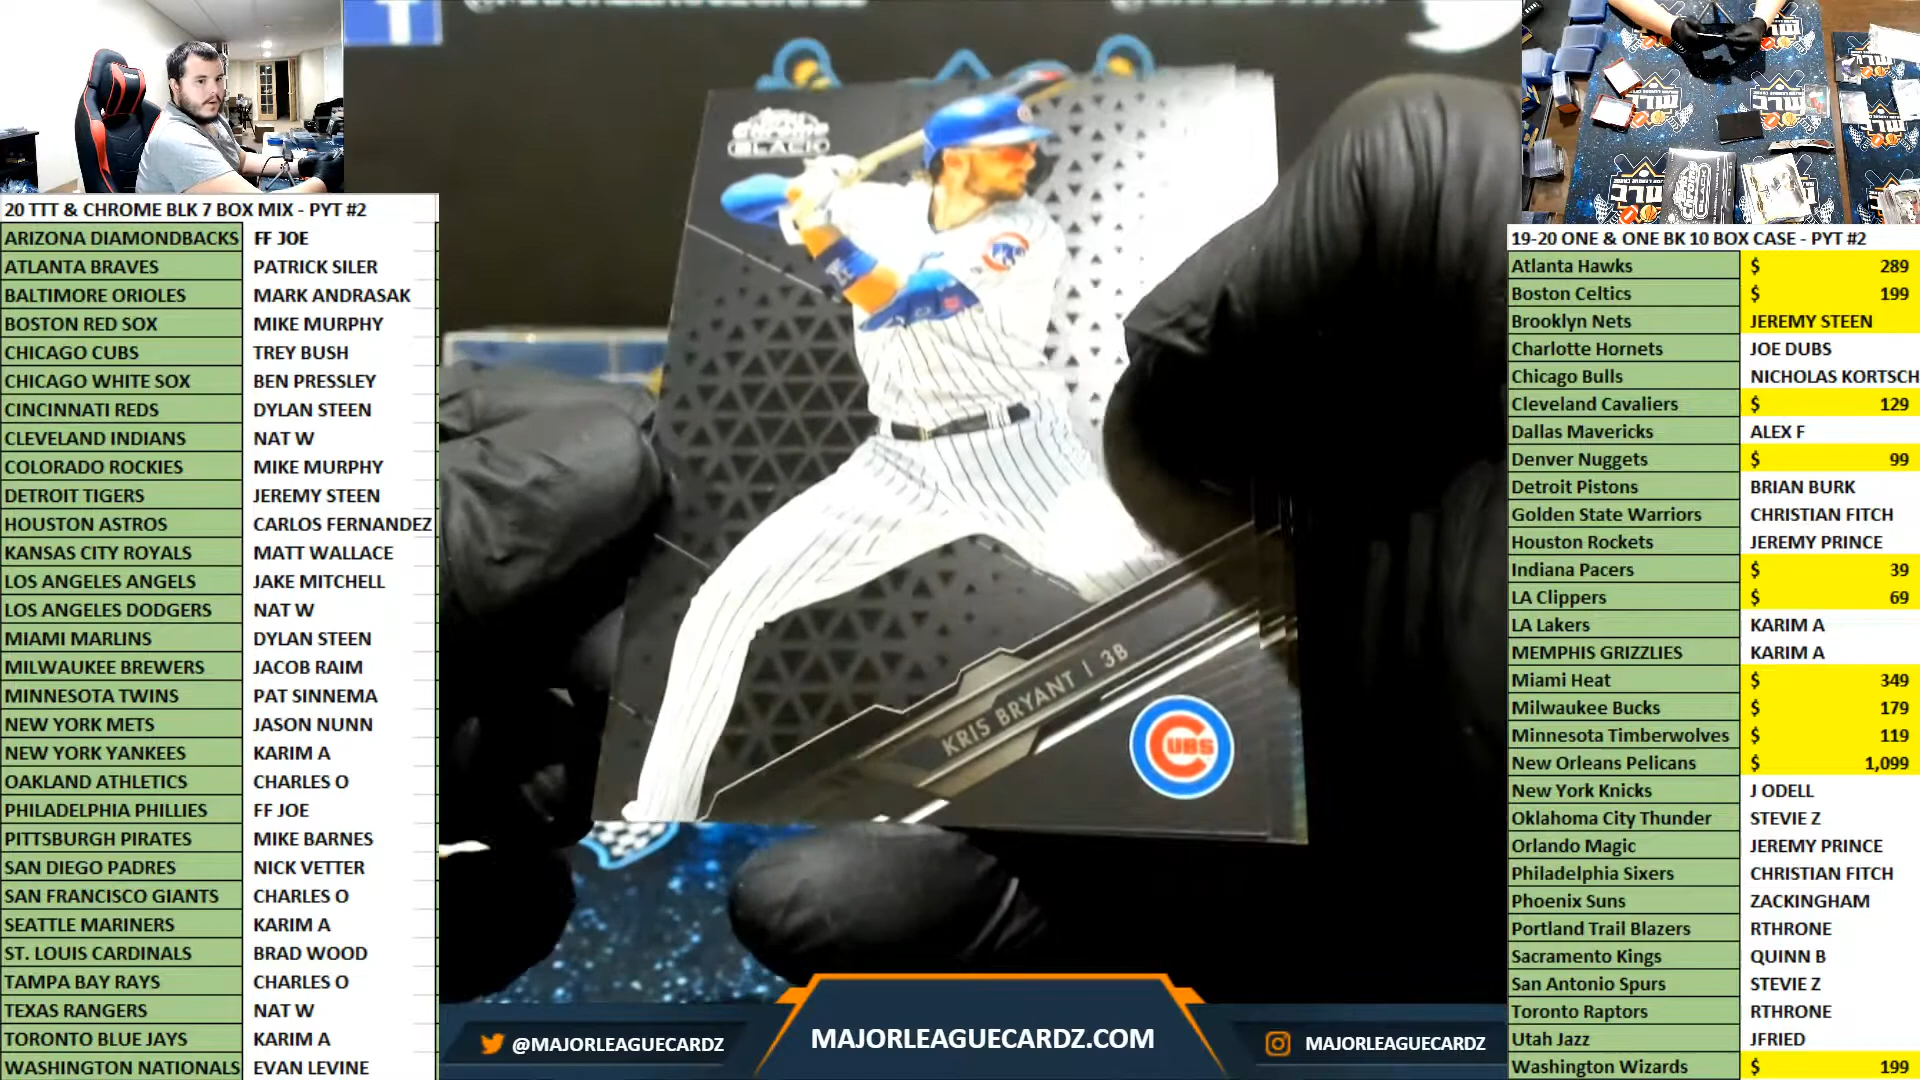 20 TTT & CHROME BLK 7 BOX MIX - PYT #2
ARIZONA DIAMONDBACKS FF JOE
ATLANTA BRAVES PATRICK SILER
BALTIMORE ORIOLES MARK ANDRASAK
BOSTON RED SOX MIKE MURPHY
CHICAGO CUBS TREY BUSH
CHICAGO WHITE SOX BEN PRESSLEY
CINCINNATI REDS DYLAN STEEN
CLEVELAND INDIANS NAT W
COLORADO ROCKIES MIKE MURPHY
DETROIT TIGERS JEREMY STEEN
HOUSTON ASTROS CARLOS FERNANDEZ
KANSAS CITY ROYALS MATT WALLACE
LOS ANGELES ANGELS JAKE MITCHELL
LOS ANGELES DODGERS NAT W
MIAMI MARLINS DYLAN STEEN
MILWAUKEE BREWERS JACOB RAIM
MINNESOTA TWINS PAT SINNEMA
NEW YORK METS JASON NUNN
NEW YORK YANKEES KARIM A
OAKLAND ATHLETICS CHARLES O
PHILADELPHIA PHILLIES FF JOE
PITTSBURGH PIRATES MIKE BARNES
SAN DIEGO PADRES NICK VETTER
SAN FRANCISCO GIANTS CHARLES O
SEATTLE MARINERS KARIM A
ST. LOUIS CARDINALS BRAD WOOD
TAMPA BAY RAYS CHARLES O
TEXAS RANGERS NAT W
TORONTO BLUE JAYS KARIM A
WASHINGTON NATIONALS EVAN LEVINE
Chrome
BLACK
KRIS BRYANT | 3B
CUBS
@MAJORLEAGUECARDZ
MAJORLEAGUECARDZ.COM
MAJORLEAGUECARDZ
19-20 ONE & ONE BK 10 BOX CASE - PYT #2
Atlanta Hawks $ 289
Boston Celtics $ 199
Brooklyn Nets JEREMY STEEN
Charlotte Hornets JOE DUBS
Chicago Bulls NICHOLAS KORTSCH
Cleveland Cavaliers $ 129
Dallas Mavericks ALEX F
Denver Nuggets $ 99
Detroit Pistons BRIAN BURK
Golden State Warriors CHRISTIAN FITCH
Houston Rockets JEREMY PRINCE
Indiana Pacers $ 39
LA Clippers $ 69
LA Lakers KARIM A
MEMPHIS GRIZZLIES KARIM A
Miami Heat $ 349
Milwaukee Bucks $ 179
Minnesota Timberwolves $ 119
New Orleans Pelicans $ 1,099
New York Knicks J ODELL
Oklahoma City Thunder STEVIE Z
Orlando Magic JEREMY PRINCE
Philadelphia Sixers CHRISTIAN FITCH
Phoenix Suns ZACKINGHAM
Portland Trail Blazers RTHRONE
Sacramento Kings QUINN B
San Antonio Spurs STEVIE Z
Toronto Raptors RTHRONE
Utah Jazz JFRIED
Washington Wizards $ 199